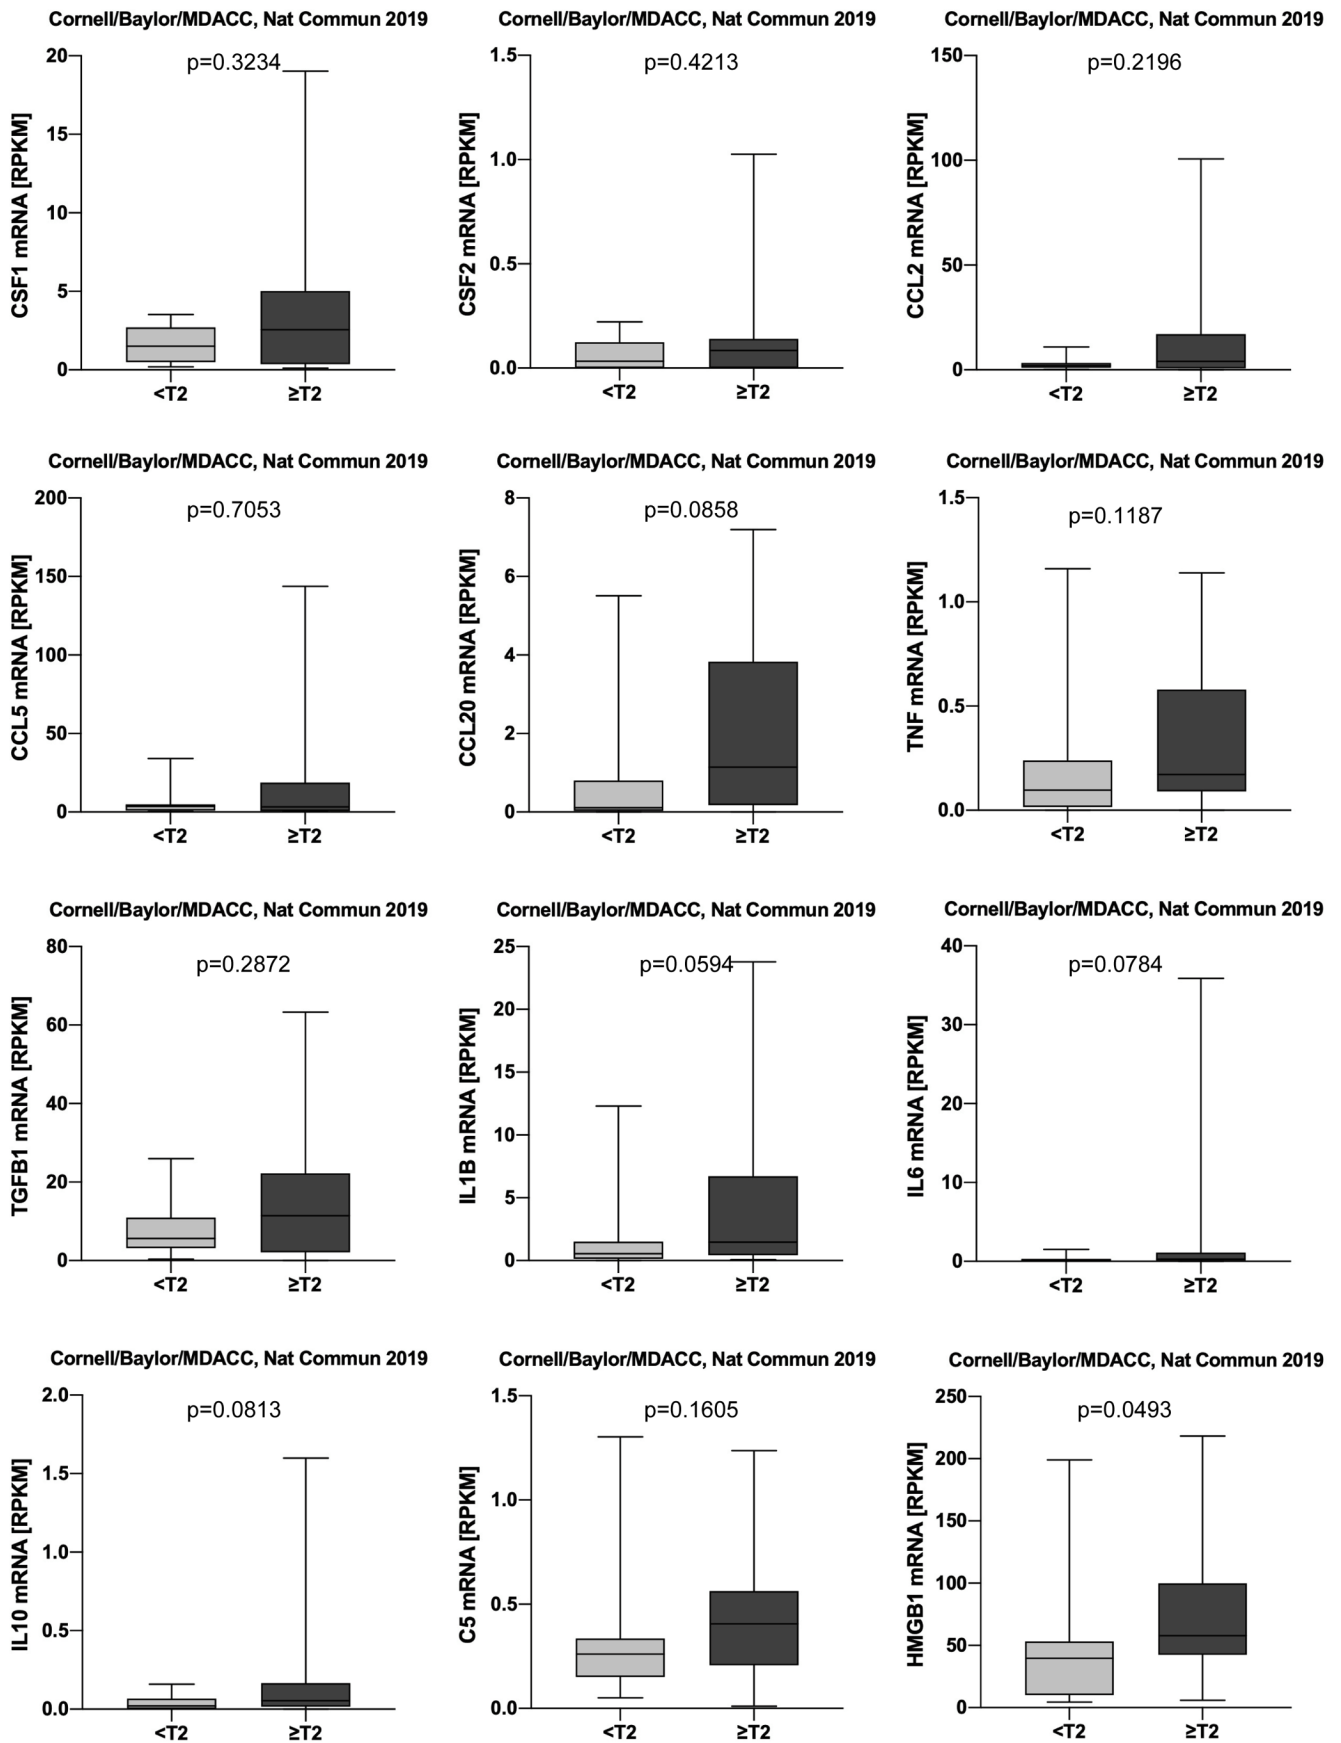 Cornell/Baylor/MDACC, Nat Commun 2019
p=0.3234
CSF1 mRNA [RPKM]
20
15
10
5
0
<T2 ≥T2
Cornell/Baylor/MDACC, Nat Commun 2019
p=0.4213
CSF2 mRNA [RPKM]
1.5
1.0
0.5
0.0
<T2 ≥T2
Cornell/Baylor/MDACC, Nat Commun 2019
p=0.2196
CCL2 mRNA [RPKM]
150
100
50
0
<T2 ≥T2
Cornell/Baylor/MDACC, Nat Commun 2019
p=0.7053
CCL5 mRNA [RPKM]
200
150
100
50
0
<T2 ≥T2
Cornell/Baylor/MDACC, Nat Commun 2019
p=0.0858
CCL20 mRNA [RPKM]
8
6
4
2
0
<T2 ≥T2
Cornell/Baylor/MDACC, Nat Commun 2019
p=0.1187
TNF mRNA [RPKM]
1.5
1.0
0.5
0.0
<T2 ≥T2
Cornell/Baylor/MDACC, Nat Commun 2019
p=0.2872
TGFB1 mRNA [RPKM]
80
60
40
20
0
<T2 ≥T2
Cornell/Baylor/MDACC, Nat Commun 2019
p=0.0594
IL1B mRNA [RPKM]
25
20
15
10
5
0
<T2 ≥T2
Cornell/Baylor/MDACC, Nat Commun 2019
p=0.0784
IL6 mRNA [RPKM]
40
30
20
10
0
<T2 ≥T2
Cornell/Baylor/MDACC, Nat Commun 2019
p=0.0813
IL10 mRNA [RPKM]
2.0
1.5
1.0
0.5
0.0
<T2 ≥T2
Cornell/Baylor/MDACC, Nat Commun 2019
p=0.1605
C5 mRNA [RPKM]
1.5
1.0
0.5
0.0
<T2 ≥T2
Cornell/Baylor/MDACC, Nat Commun 2019
p=0.0493
HMGB1 mRNA [RPKM]
250
200
150
100
50
0
<T2 ≥T2